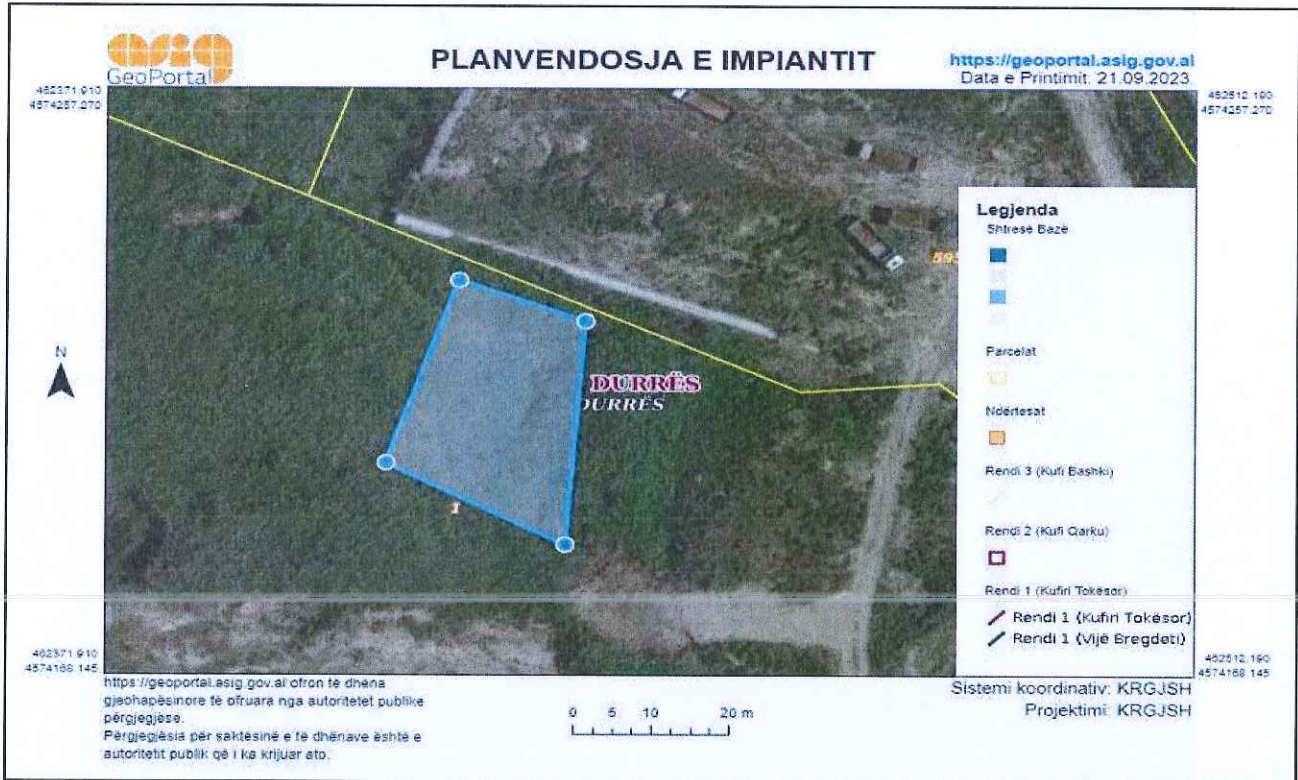 asig
GeoPortal
PLANVENDOSJA E IMPIANTIT
https://geoportal.asig.gov.al
Data e Printimit. 21.09.2023
462371.910
4574257.270
462512.190
4574257.270
Legjenda
Shtresë Bazë
Parcelat
Ndërtesat
Rendi 3 (Kufi Bashki)
Rendi 2 (Kufi Qarku)
Rendi 1 (Kufiri Tokësor)
Rendi 1 (Kufiri Tokësor)
Rendi 1 (Vijë Bregdeti)
595
N
DURRËS
DURRËS
1
462371.910
4574168.145
462512.190
4574168.145
https://geoportal.asig.gov.al ofron të dhëna
gjeohapësinore të ofruara nga autoritetet publike
përgjegjëse.
Përgjegjësia për saktësinë e të dhënave është e
autoritetit publik që i ka krijuar ato.
0 5 10 20 m
Sistemi koordinativ: KRGJSH
Projektimi: KRGJSH